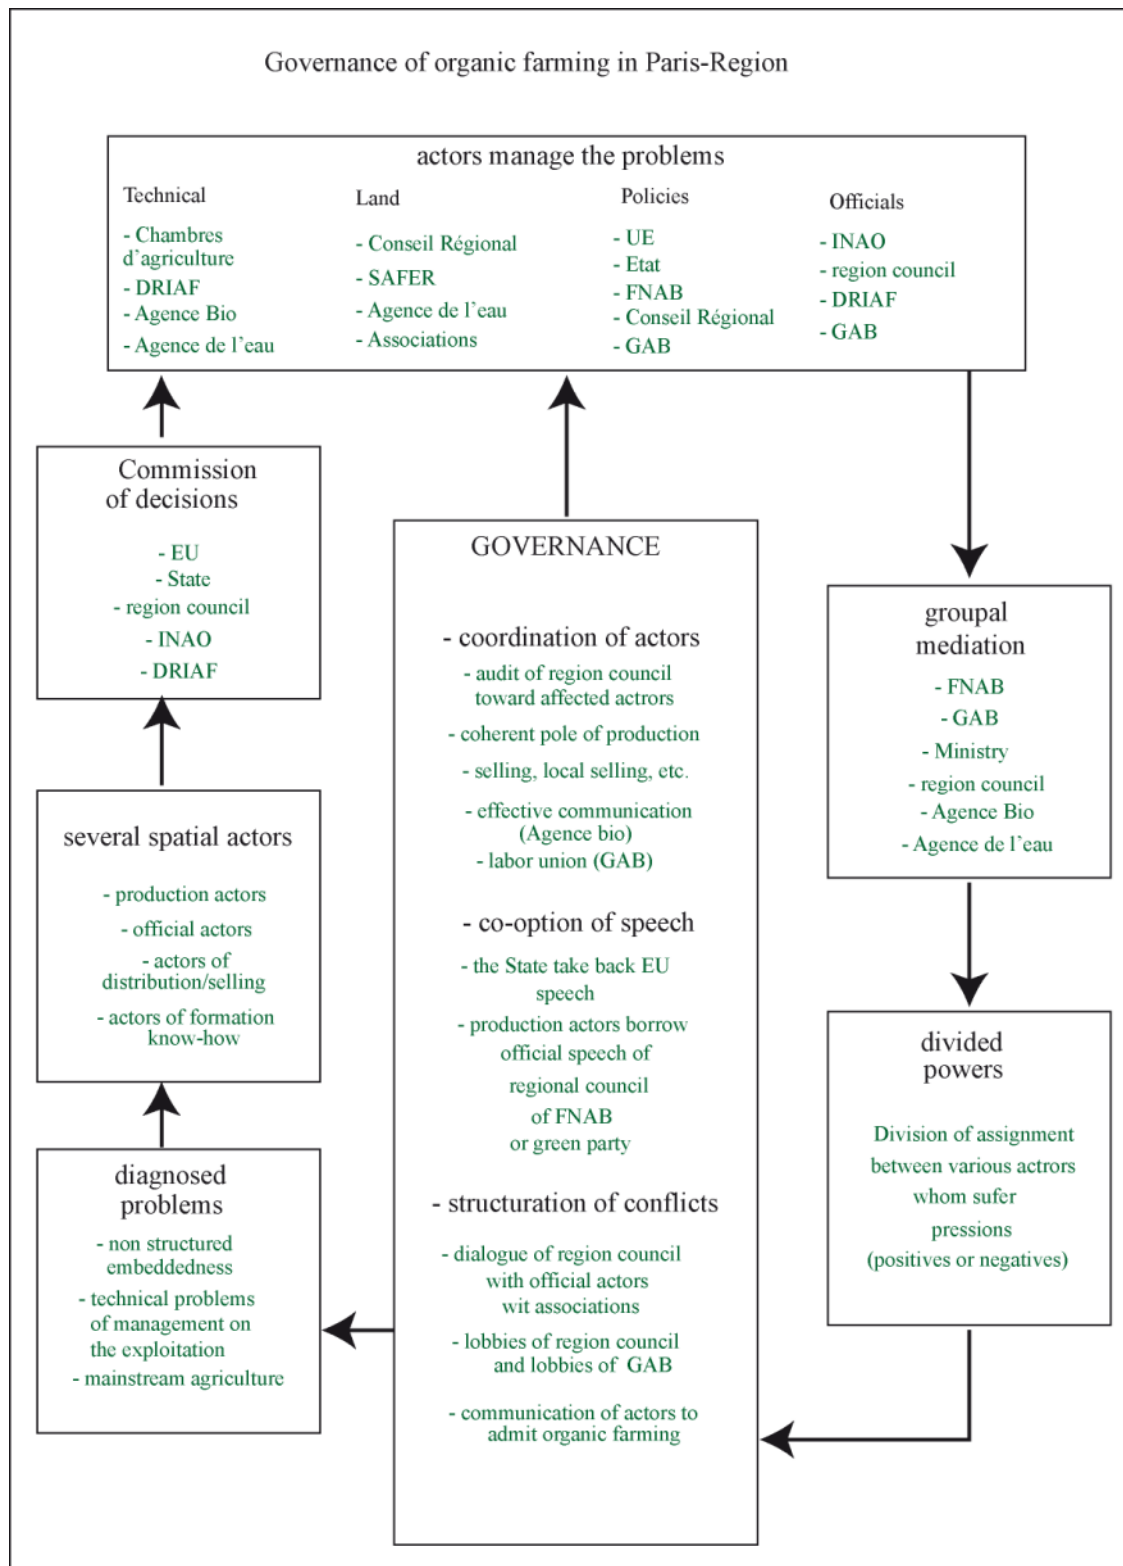 Governance of organic farming in Paris-Region
actors manage the problems
Technical
- Chambres
d'agriculture
- DRIAF
- Agence Bio
- Agence de l'eau
Land
- Conseil Régional
- SAFER
- Agence de l'eau
- Associations
Policies
- UE
- Etat
- FNAB
- Conseil Régional
- GAB
Officials
- INAO
- region council
- DRIAF
- GAB
Commission
of decisions
- EU
- State
- region council
- INAO
- DRIAF
several spatial actors
- production actors
- official actors
- actors of
distribution/selling
- actors of formation
know-how
diagnosed
problems
- non structured
embeddedness
- technical problems
of management on
the exploitation
- mainstream agriculture
GOVERNANCE
- coordination of actors
- audit of region council
toward affected actrors
- coherent pole of production
- selling, local selling, etc.
- effective communication
(Agence bio)
- labor union (GAB)
- co-option of speech
- the State take back EU
speech
- production actors borrow
official speech of
regional council
of FNAB
or green party
- structuration of conflicts
- dialogue of region council
with official actors
wit associations
- lobbies of region council
and lobbies of GAB
- communication of actors to
admit organic farming
groupal
mediation
- FNAB
- GAB
- Ministry
- region council
- Agence Bio
- Agence de l'eau
divided
powers
Division of assignment
between various actrors
whom sufer
pressions
(positives or negatives)